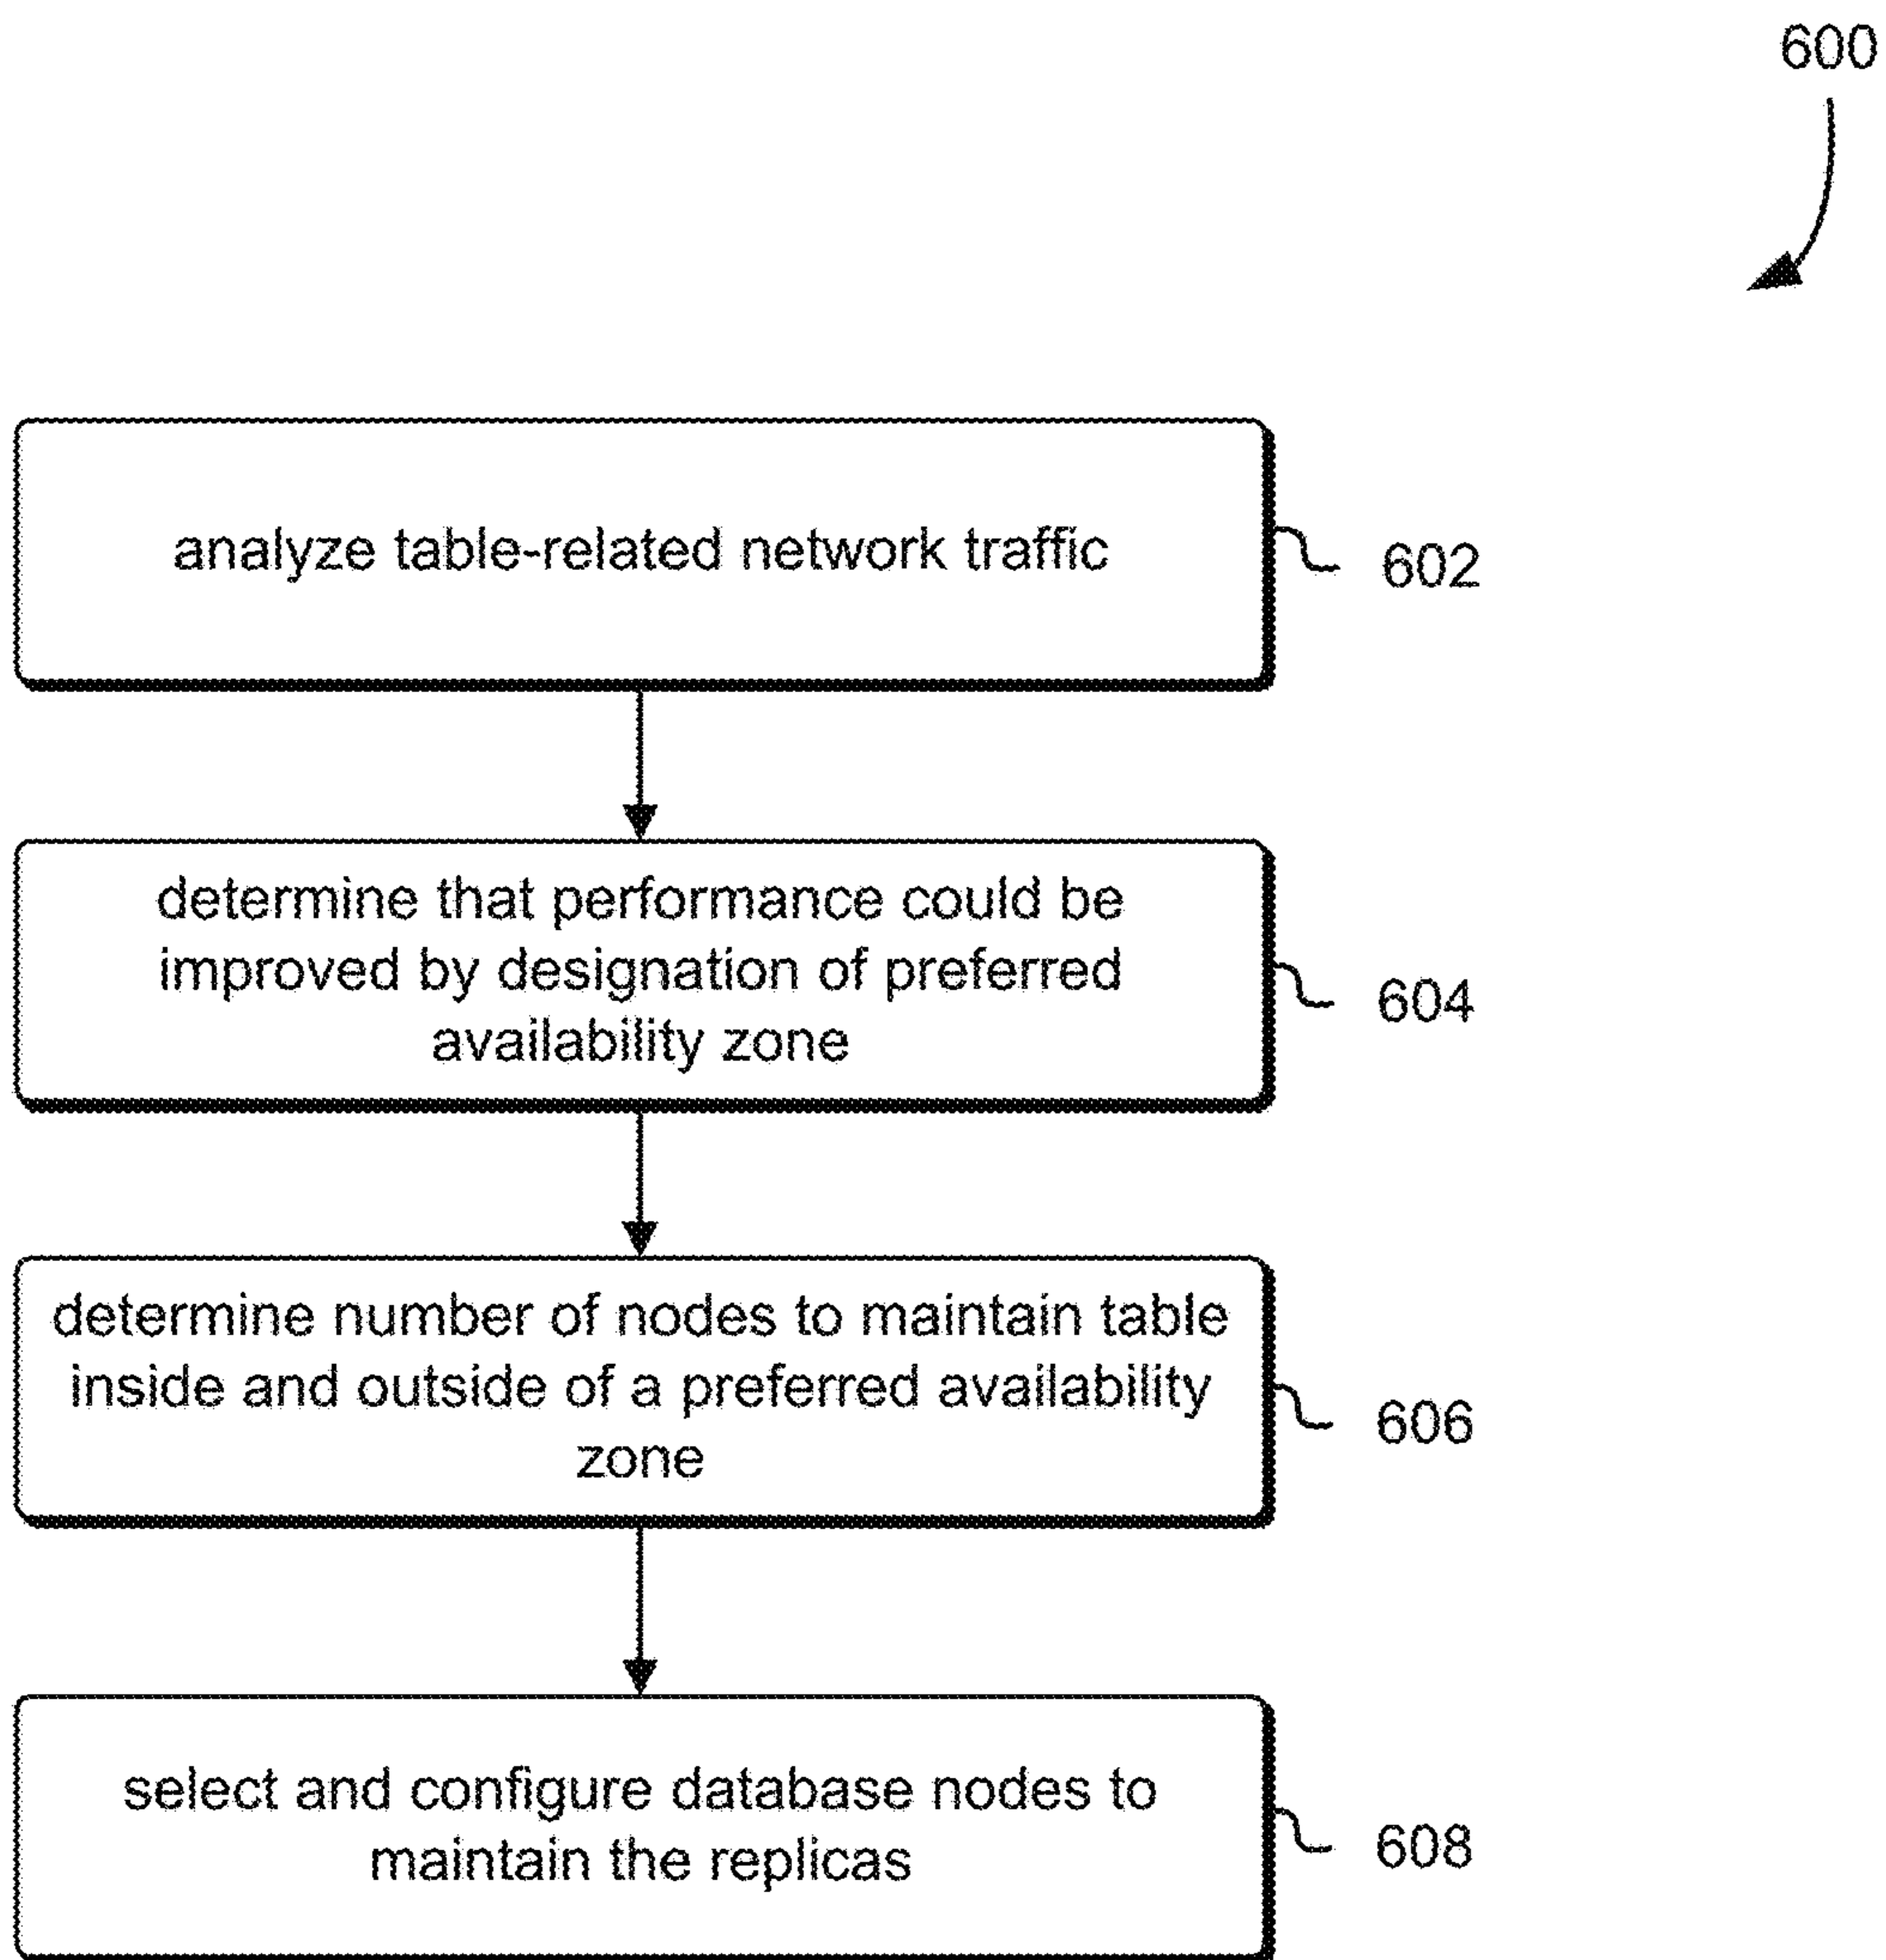 600
analyze table-related network traffic
602
determine that performance could be
improved by designation of preferred
availability zone
604
determine number of nodes to maintain table
inside and outside of a preferred availability
zone
606
select and configure database nodes to
maintain the replicas
608